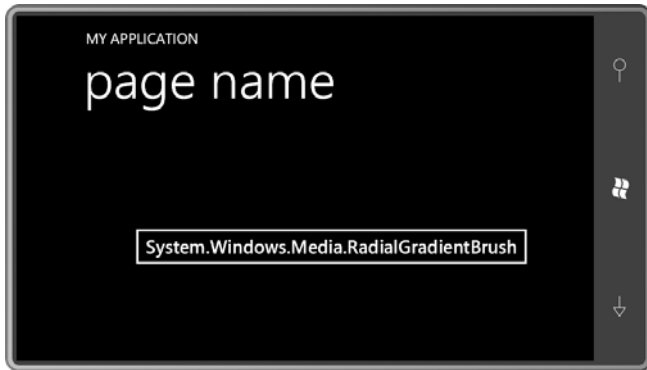 MY APPLICATION
page name
System.Windows.Media.RadialGradientBrush